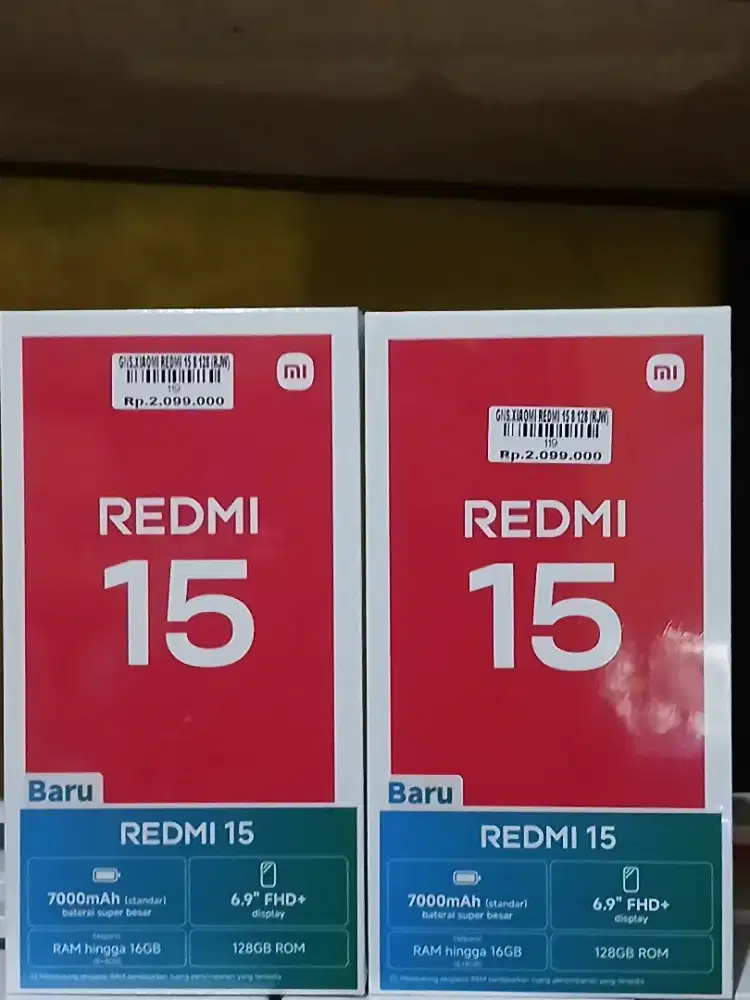 GNS.XIAOMI REDMI 15 8 128 (RJW)
119
Rp.2.099.000
mi
REDMI
15
Baru
REDMI 15
7000mAh (standar)
baterai super besar
6.9" FHD+
display
RAM hingga 16GB
128GB ROM
GNS.XIAOMI REDMI 15 8 128 (RJW)
119
Rp.2.099.000
mi
REDMI
15
Baru
REDMI 15
7000mAh (standar)
baterai super besar
6.9" FHD+
display
RAM hingga 16GB
128GB ROM